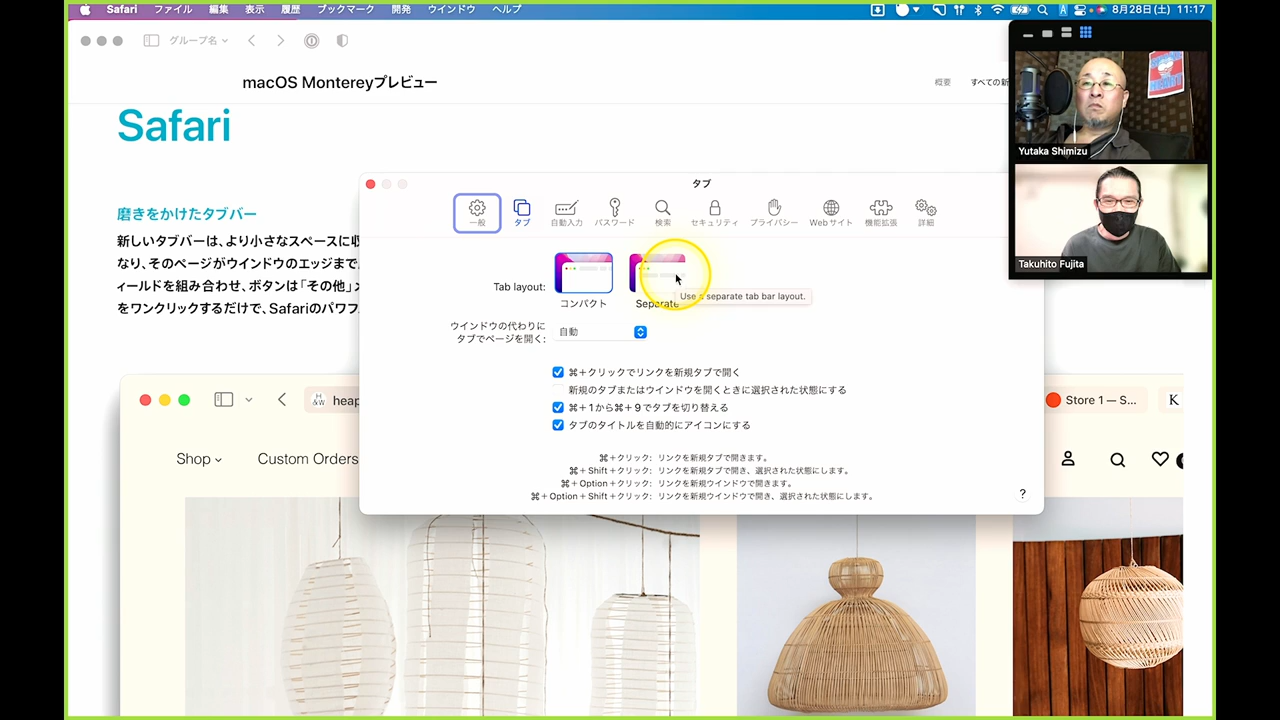 Safari ファイル 編集 表示 履歴 ブックマーク 開発 ウインドウ ヘルプ
8月28日(土) 11:17
グループ名
macOS Montereyプレビュー
概要 すべての新
Safari
磨きをかけたタブバー
新しいタブバーは、より小さなスペースに収
なり、そのページがウインドウのエッジまで
ィールドを組み合わせ、ボタンは「その他」メ
をワンクリックするだけで、Safariのパワフ
タブ
一般 タブ 自動入力 パスワード 検索 セキュリティ プライバシー Webサイト 機能拡張 詳細
Tab layout:
コンパクト Separate
Use a separate tab bar layout.
ウインドウの代わりに
タブでページを開く: 自動
⌘+クリックでリンクを新規タブで開く
新規のタブまたはウインドウを開くときに選択された状態にする
⌘+1から⌘+9でタブを切り替える
タブのタイトルを自動的にアイコンにする
⌘+クリック: リンクを新規タブで開きます。
⌘+Shift+クリック: リンクを新規タブで開き、選択された状態にします。
⌘+Option+クリック: リンクを新規ウインドウで開きます。
⌘+Option+Shift+クリック: リンクを新規ウインドウで開き、選択された状態にします。
?
Yutaka Shimizu
Takuhito Fujita
H&W heap
Store 1 — S...
K
Shop Custom Orders